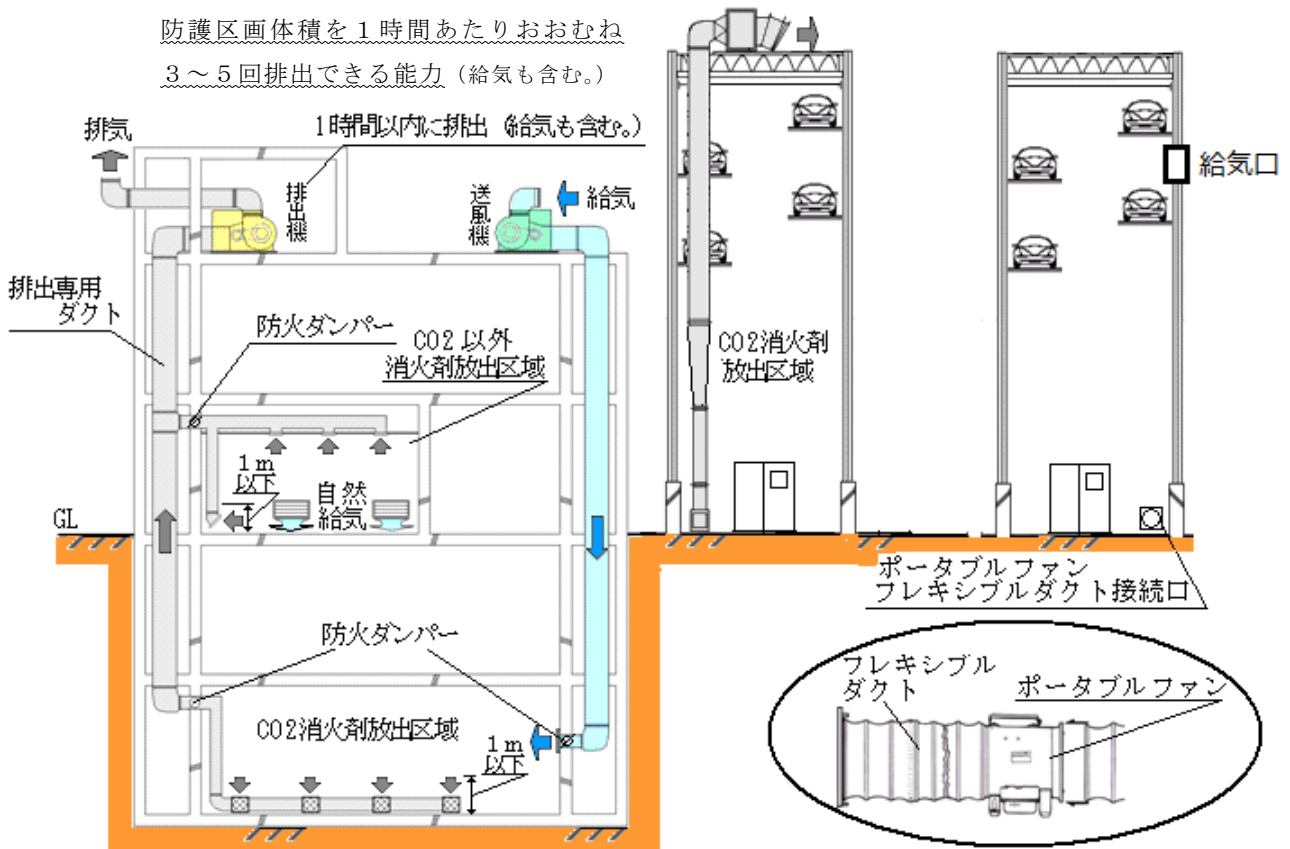 防護区画体積を1時間あたりおおむね
3～5回排出できる能力（給気も含む。）
1時間以内に排出（給気も含む。）
排気
排出機
送風機
給気
給気口
排出専用
ダクト
防火ダンパー
CO2以外
消火剤放出区域
CO2消火剤
放出区域
1m
以下
自然
給気
GL
ポータブルファン
フレキシブルダクト接続口
防火ダンパー
フレキシブル
ダクト
ポータブルファン
CO2消火剤放出区域
1m
以下